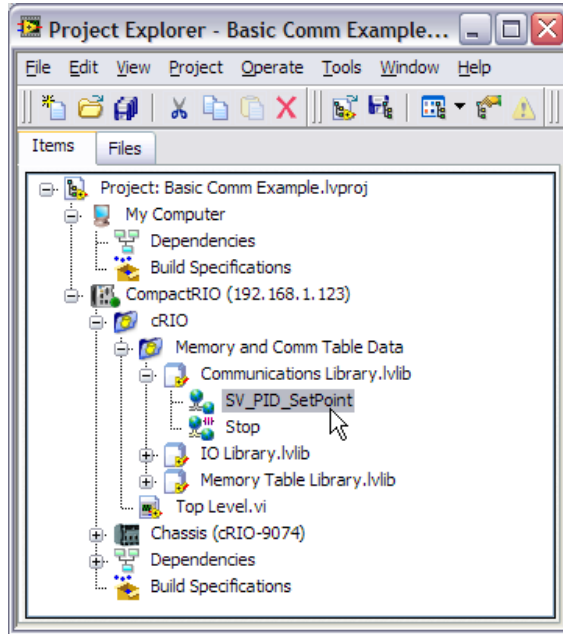 Project Explorer - Basic Comm Example...
File Edit View Project Operate Tools Window Help
Items Files
Project: Basic Comm Example.lvproj
My Computer
Dependencies
Build Specifications
CompactRIO (192.168.1.123)
cRIO
Memory and Comm Table Data
Communications Library.lvlib
SV_PID_SetPoint
Stop
IO Library.lvlib
Memory Table Library.lvlib
Top Level.vi
Chassis (cRIO-9074)
Dependencies
Build Specifications